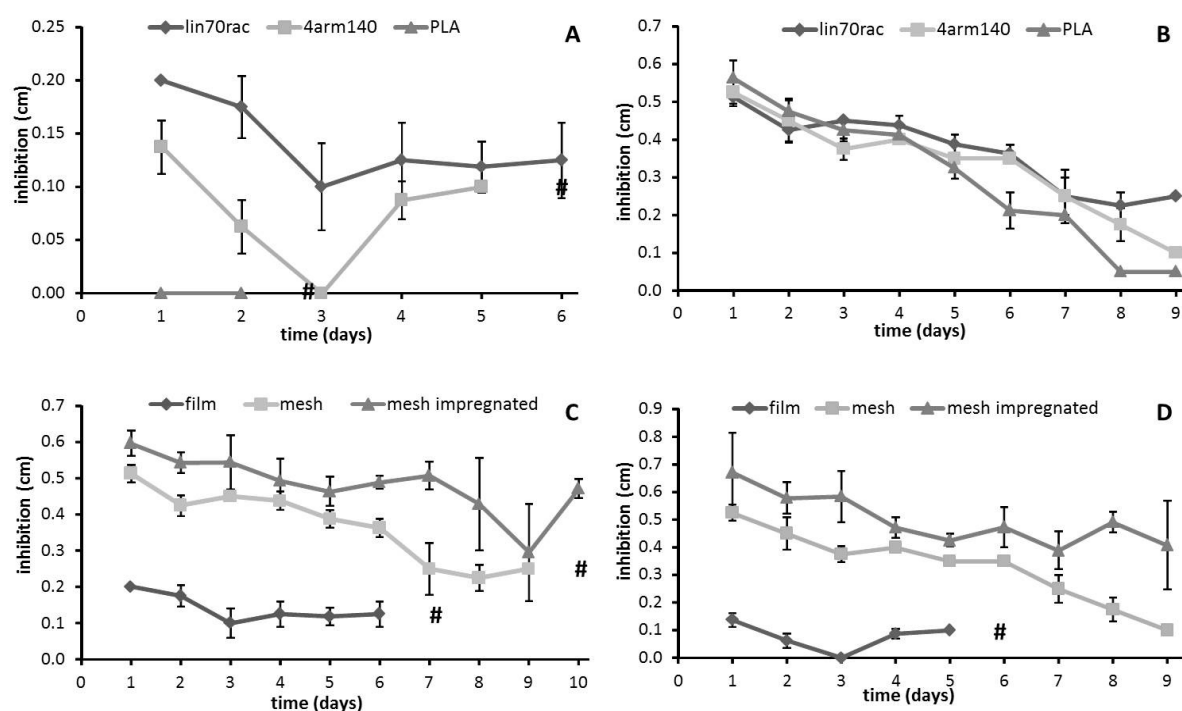 lin70rac 4arm140 PLA A
inhibition (cm)
0.25
0.20
0.15
0.10
0.05
0.00
# #
0 1 2 3 4 5 6
time (days)
lin70rac 4arm140 PLA B
inhibition (cm)
0.7
0.6
0.5
0.4
0.3
0.2
0.1
0.0
0 1 2 3 4 5 6 7 8 9
time (days)
film mesh mesh impregnated C
inhibition (cm)
0.7
0.6
0.5
0.4
0.3
0.2
0.1
0.0
# #
0 1 2 3 4 5 6 7 8 9 10
time (days)
film mesh mesh impregnated D
inhibition (cm)
0.9
0.8
0.7
0.6
0.5
0.4
0.3
0.2
0.1
0.0
#
0 1 2 3 4 5 6 7 8 9
time (days)